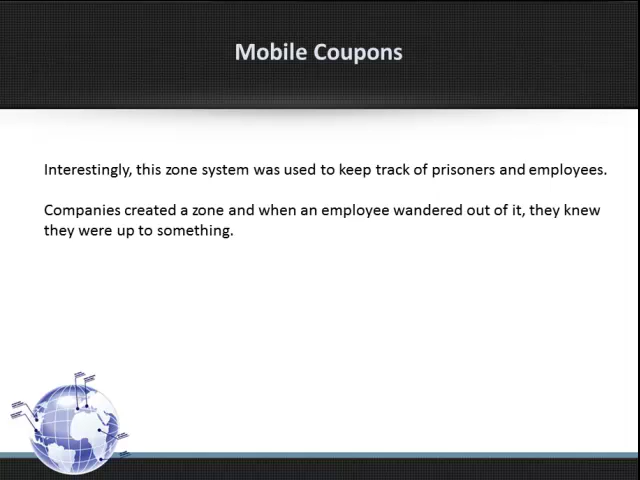 Mobile Coupons
Interestingly, this zone system was used to keep track of prisoners and employees.
Companies created a zone and when an employee wandered out of it, they knew
they were up to something.